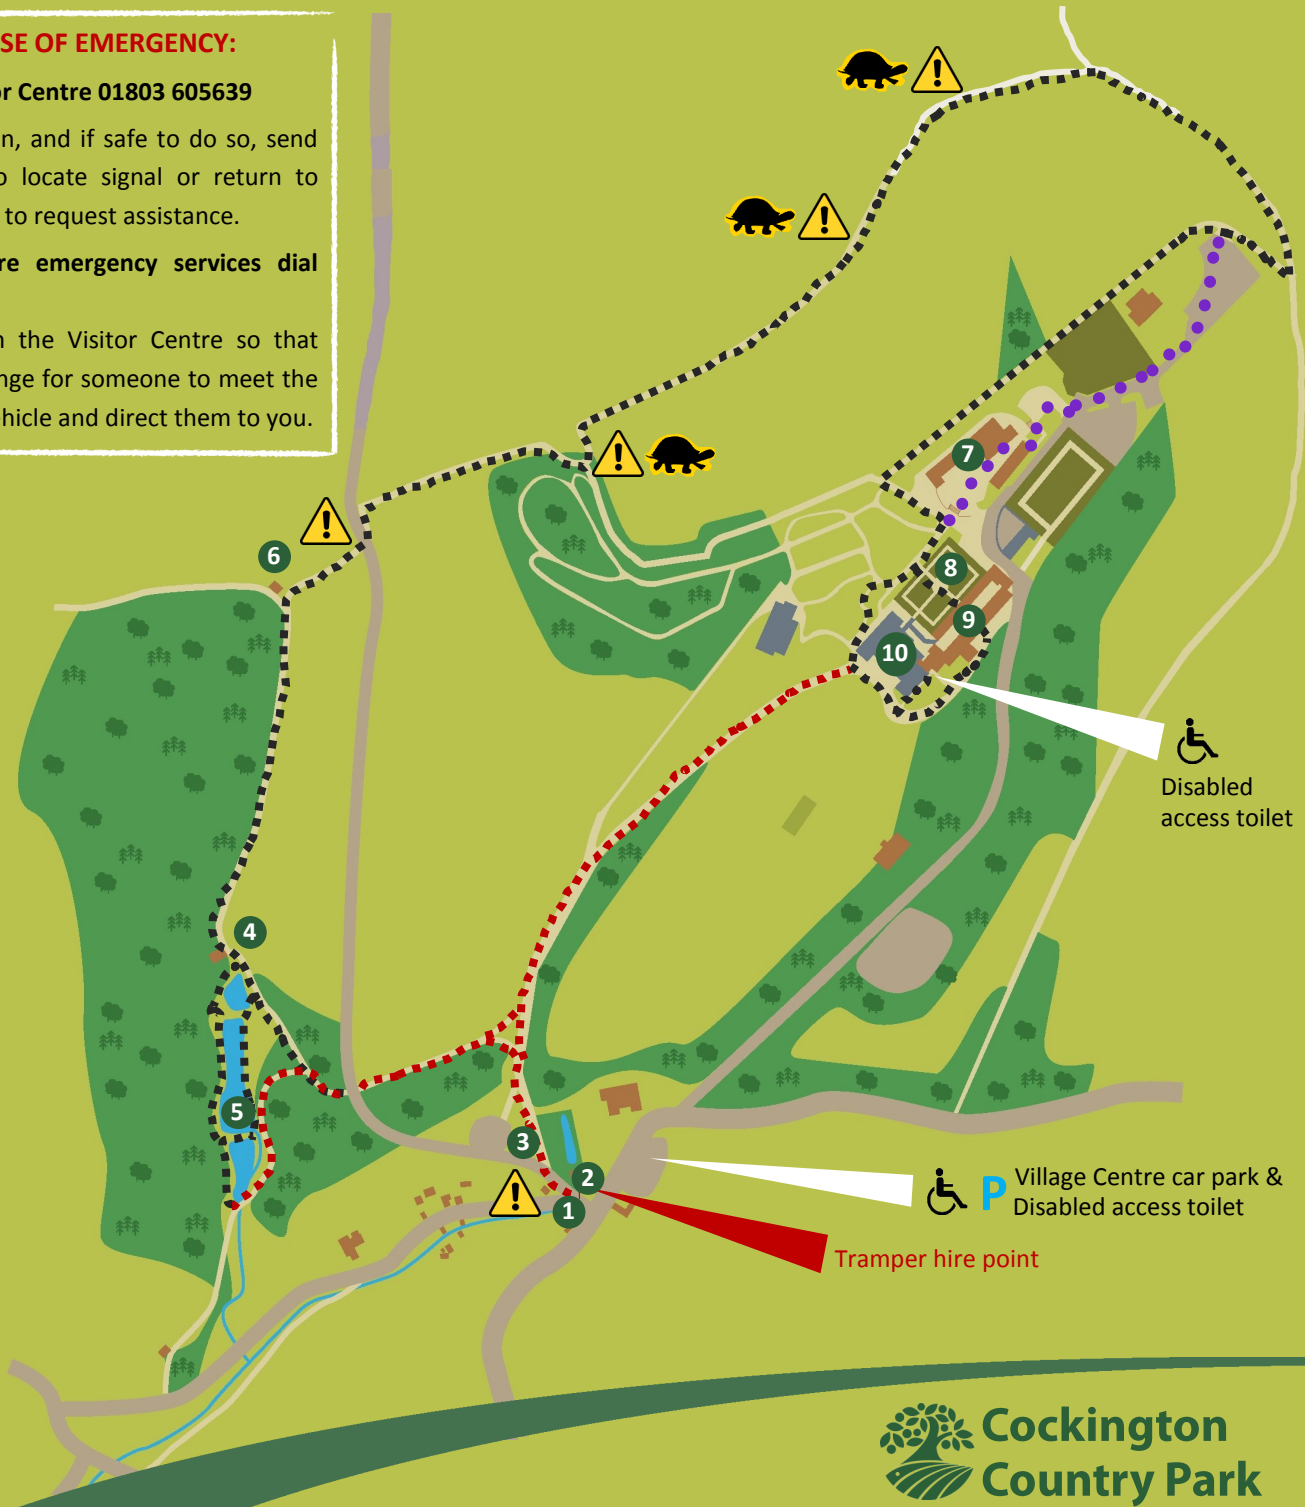 SE OF EMERGENCY:
or Centre 01803 605639
n, and if safe to do so, send
o locate signal or return to
to request assistance.
re emergency services dial
n the Visitor Centre so that
nge for someone to meet the
ehicle and direct them to you.
6
7
8
9
10
Disabled
access toilet
4
5
3
2
1
P Village Centre car park &
Disabled access toilet
Tramper hire point
Cockington
Country Park